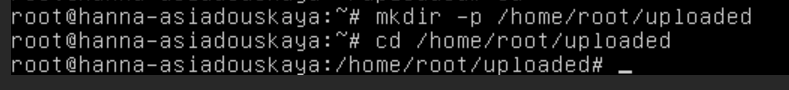 root@hanna-asiadouskaya:~# mkdir -p /home/root/uploaded
root@hanna-asiadouskaya:~# cd /home/root/uploaded
root@hanna-asiadouskaya:/home/root/uploaded# _